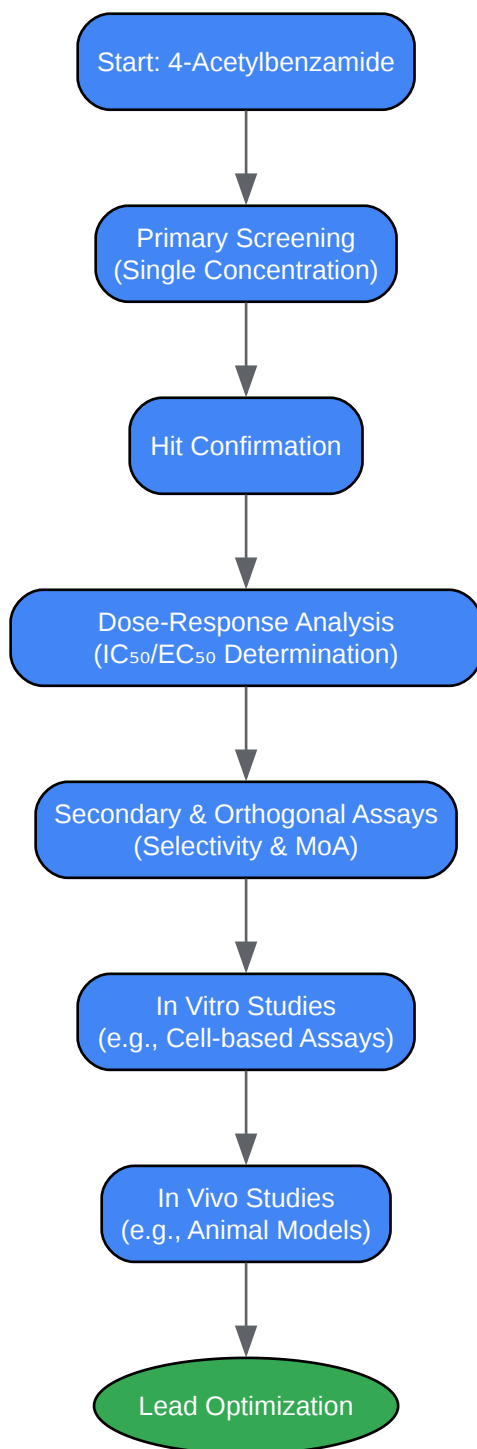 Start: 4-Acetylbenzamide
Primary Screening
(Single Concentration)
Hit Confirmation
Dose-Response Analysis
(IC₅₀/EC₅₀ Determination)
Secondary & Orthogonal Assays
(Selectivity & MoA)
In Vitro Studies
(e.g., Cell-based Assays)
In Vivo Studies
(e.g., Animal Models)
Lead Optimization